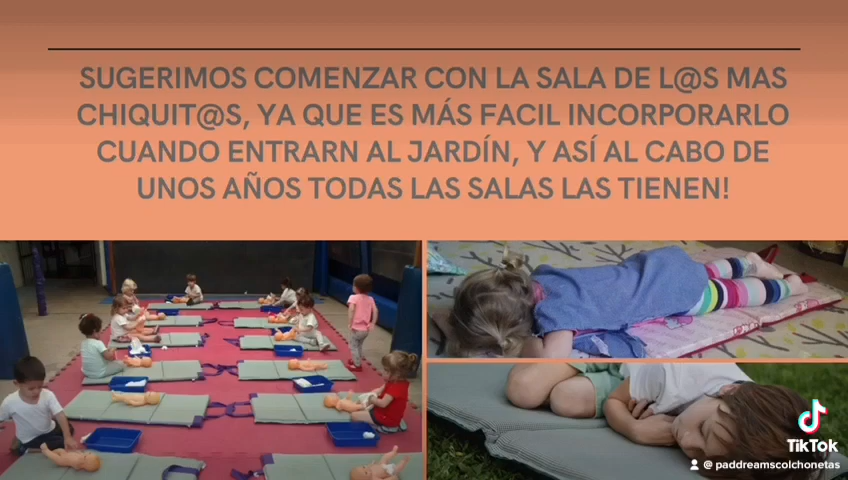 SUGERIMOS COMENZAR CON LA SALA DE L@S MAS
CHIQUIT@S, YA QUE ES MÁS FACIL INCORPORARLO
CUANDO ENTRARN AL JARDÍN, Y ASÍ AL CABO DE
UNOS AÑOS TODAS LAS SALAS LAS TIENEN!
TikTok
@ paddreamscolchonetas